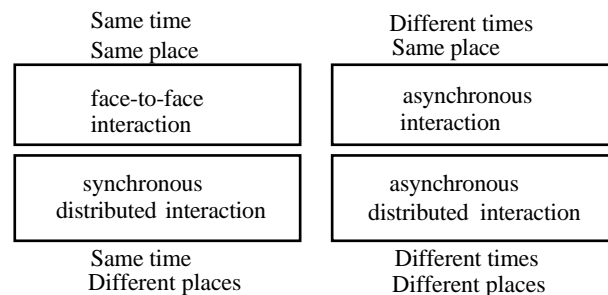 Same time
Same place
Different times
Same place
face-to-face
interaction
asynchronous
interaction
synchronous
distributed interaction
asynchronous
distributed interaction
Same time
Different places
Different times
Different places